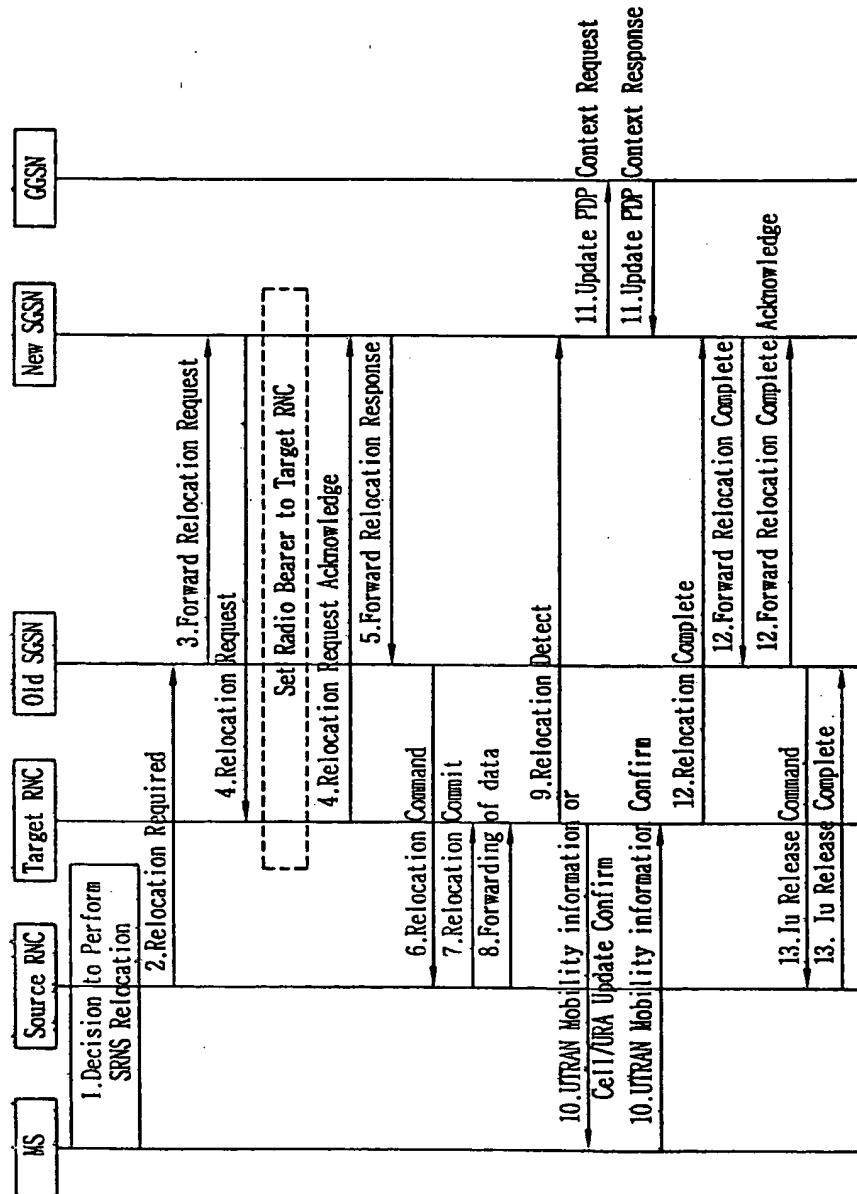 MS
Source RNC
Target RNC
Old SGSN
New SGSN
GGSN
1.Decision to Perform
SRNS Relocation
2.Relocation Required
3.Forward Relocation Request
4.Relocation Request
Set Radio Bearer to Target RNC
4.Relocation Request Acknowledge
5.Forward Relocation Response
6.Relocation Command
7.Relocation Commit
8.Forwarding of data
9.Relocation Detect
10.UTRAN Mobility information or
Cell/URA Update Confirm
11.Update PDP Context Request
11.Update PDP Context Response
10.UTRAN Mobility information Confirm
12.Relocation Complete
12.Forward Relocation Complete
12.Forward Relocation Complete Acknowledge
13.Iu Release Command
13. Iu Release Complete